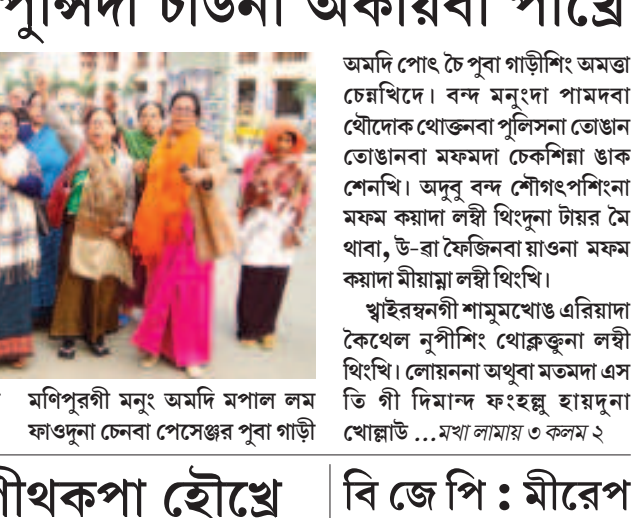 পুন্সিদা চাউনা অকায়বা পীখ্রে
মণিপুরগী মনুং অমদি মপাল লম
ফাওদুনা চেনবা পেসেঞ্জর পুবা গাড়ী
অমদি পোৎ চৈ পুবা গাড়ীশিং অমত্তা
চেন্নখিদে। বন্দ মনুংদা পামদবা
থৌদোক থোক্তনবা পুলিসনা তোঙান
তোঙানবা মফমদা চেকশিন্না ঙাক
শেনখি। অদুবু বন্দ শৌগৎপশিংনা
মফম কয়াদা লম্বী থিংদুনা টায়র মৈ
থাবা, উ-ৱা ফৈজিনবা য়াওনা মফম
কয়াদা মীয়াম্না লম্বী থিংখি।
খ্বাইরম্বনগী শামুমখোঙ এরিয়াদা
কৈথেল নুপীশিং থোক্লক্তুনা লম্বী
থিংখি। লোয়ননা অথুবা মতমদা এস
তি গী দিমান্দ ফংহল্লু হায়দুনা
খোল্লাউ ...মখা লামায় ৩ কলম ২
থীথকপা হৌখ্রে
বি জে পি : মীরেপ